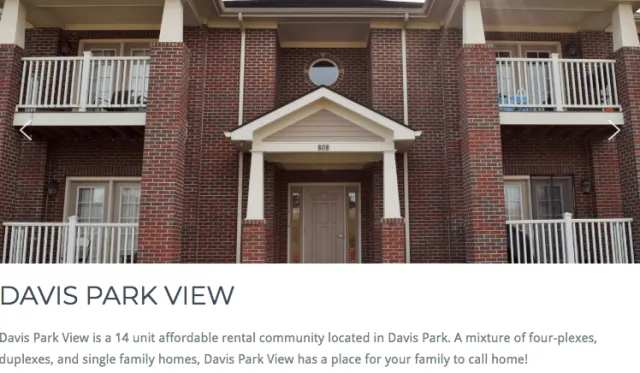 808
DAVIS PARK VIEW
Davis Park View is a 14 unit affordable rental community located in Davis Park. A mixture of four-plexes,
duplexes, and single family homes, Davis Park View has a place for your family to call home!